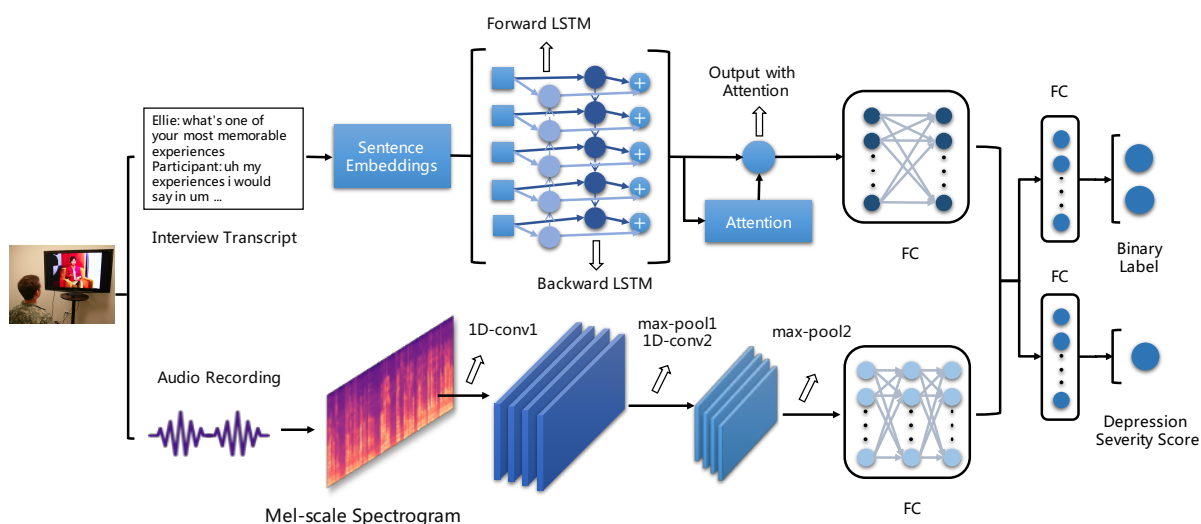 Forward LSTM
Ellie: what's one of
your most memorable
experiences
Participant: uh my
experiences i would
say in um ...
Interview Transcript
Sentence
Embeddings
+
+
+
+
+
Backward LSTM
Output with
Attention
Attention
FC
FC
Binary
Label
Audio Recording
Mel-scale Spectrogram
1D-conv1
max-pool1
1D-conv2
max-pool2
FC
FC
Depression
Severity Score